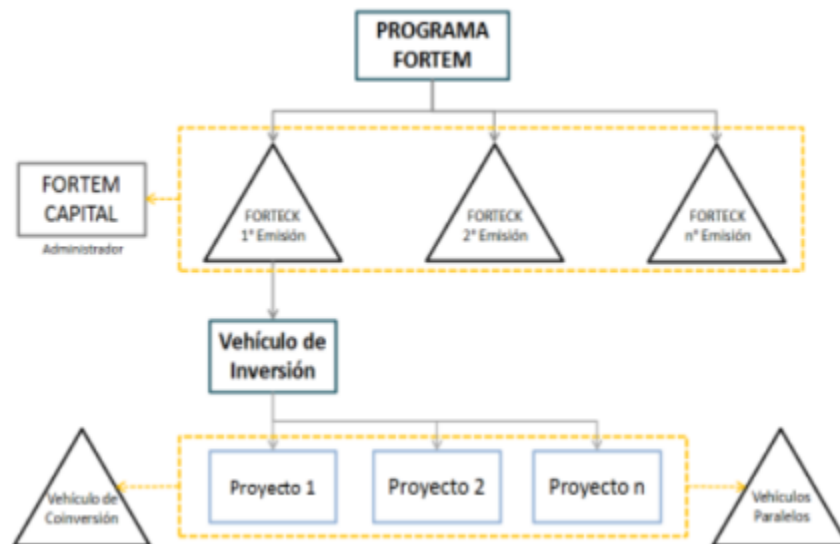 PROGRAMA
FORTEM
FORTEM
CAPITAL
Administrador
FORTECK
1° Emisión
FORTECK
2° Emisión
FORTECK
n° Emisión
Vehículo de
Inversión
Vehículo de
Coinversión
Proyecto 1
Proyecto 2
Proyecto n
Vehículos
Paralelos